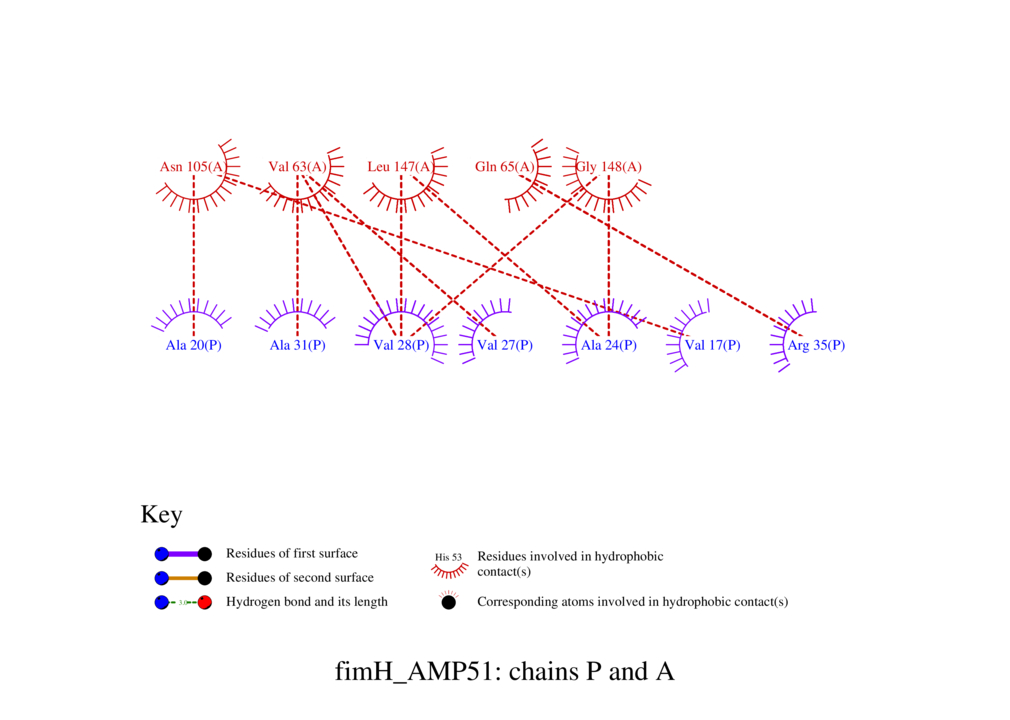 Asn 105(A) Val 63(A) Leu 147(A) Gln 65(A) Gly 148(A)
Ala 20(P) Ala 31(P) Val 28(P) Val 27(P) Ala 24(P) Val 17(P) Arg 35(P)
Key
Residues of first surface
Residues of second surface
3.0 Hydrogen bond and its length
His 53 Residues involved in hydrophobic
contact(s)
Corresponding atoms involved in hydrophobic contact(s)
fimH_AMP51: chains P and A